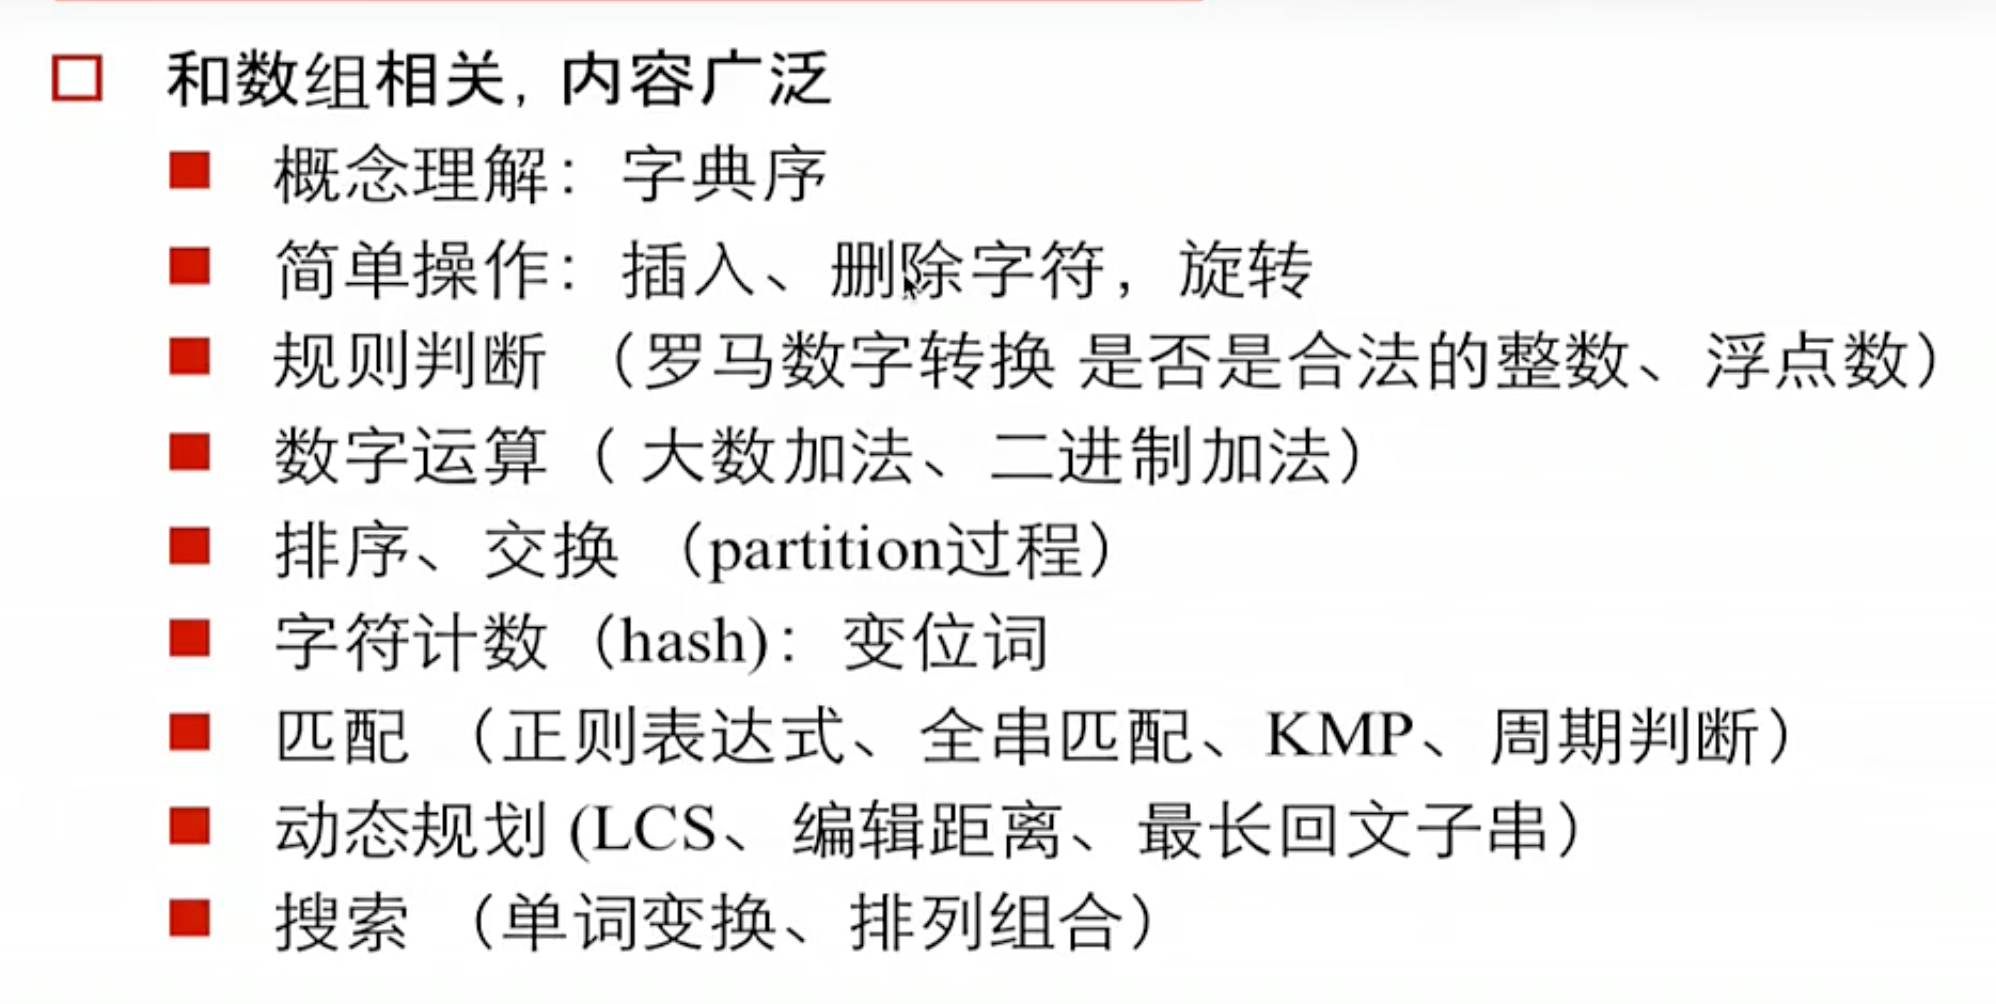 和数组相关，内容广泛
概念理解：字典序
简单操作：插入、删除字符，旋转
规则判断 （罗马数字转换 是否是合法的整数、浮点数）
数字运算（ 大数加法、二进制加法）
排序、交换 （partition过程）
字符计数（hash)：变位词
匹配 （正则表达式、全串匹配、KMP、周期判断）
动态规划 (LCS、编辑距离、最长回文子串）
搜索 （单词变换、排列组合）